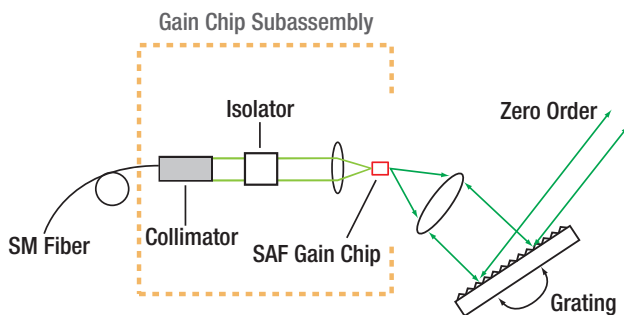 Gain Chip Subassembly
Isolator
Zero Order
SM Fiber
Collimator
SAF Gain Chip
Grating